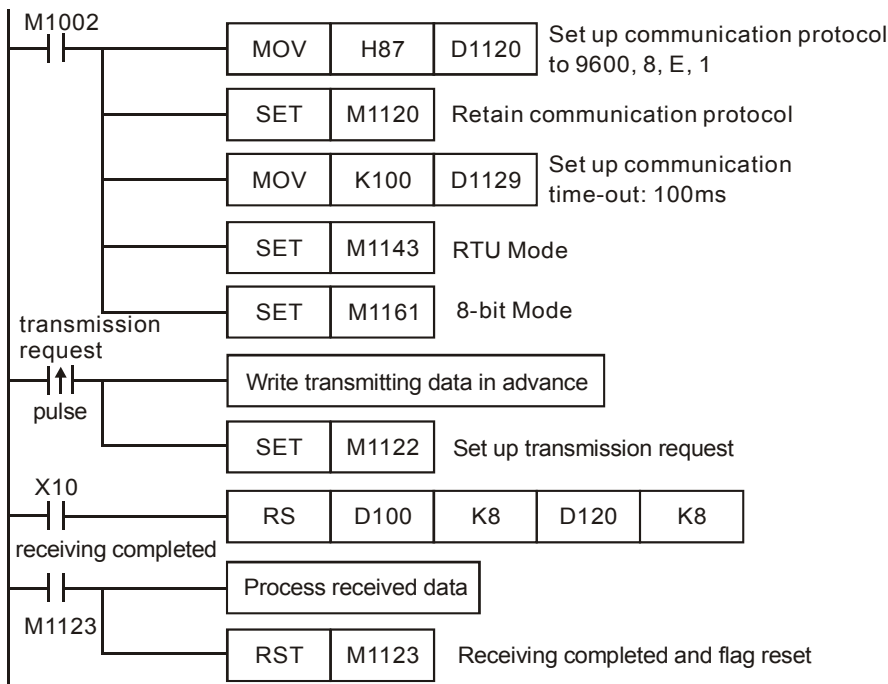 M1002
MOV H87 D1120 Set up communication protocol
to 9600, 8, E, 1
SET M1120 Retain communication protocol
MOV K100 D1129 Set up communication
time-out: 100ms
SET M1143 RTU Mode
SET M1161 8-bit Mode
transmission
request
Write transmitting data in advance
pulse
SET M1122 Set up transmission request
X10
RS D100 K8 D120 K8
receiving completed
Process received data
M1123
RST M1123 Receiving completed and flag reset